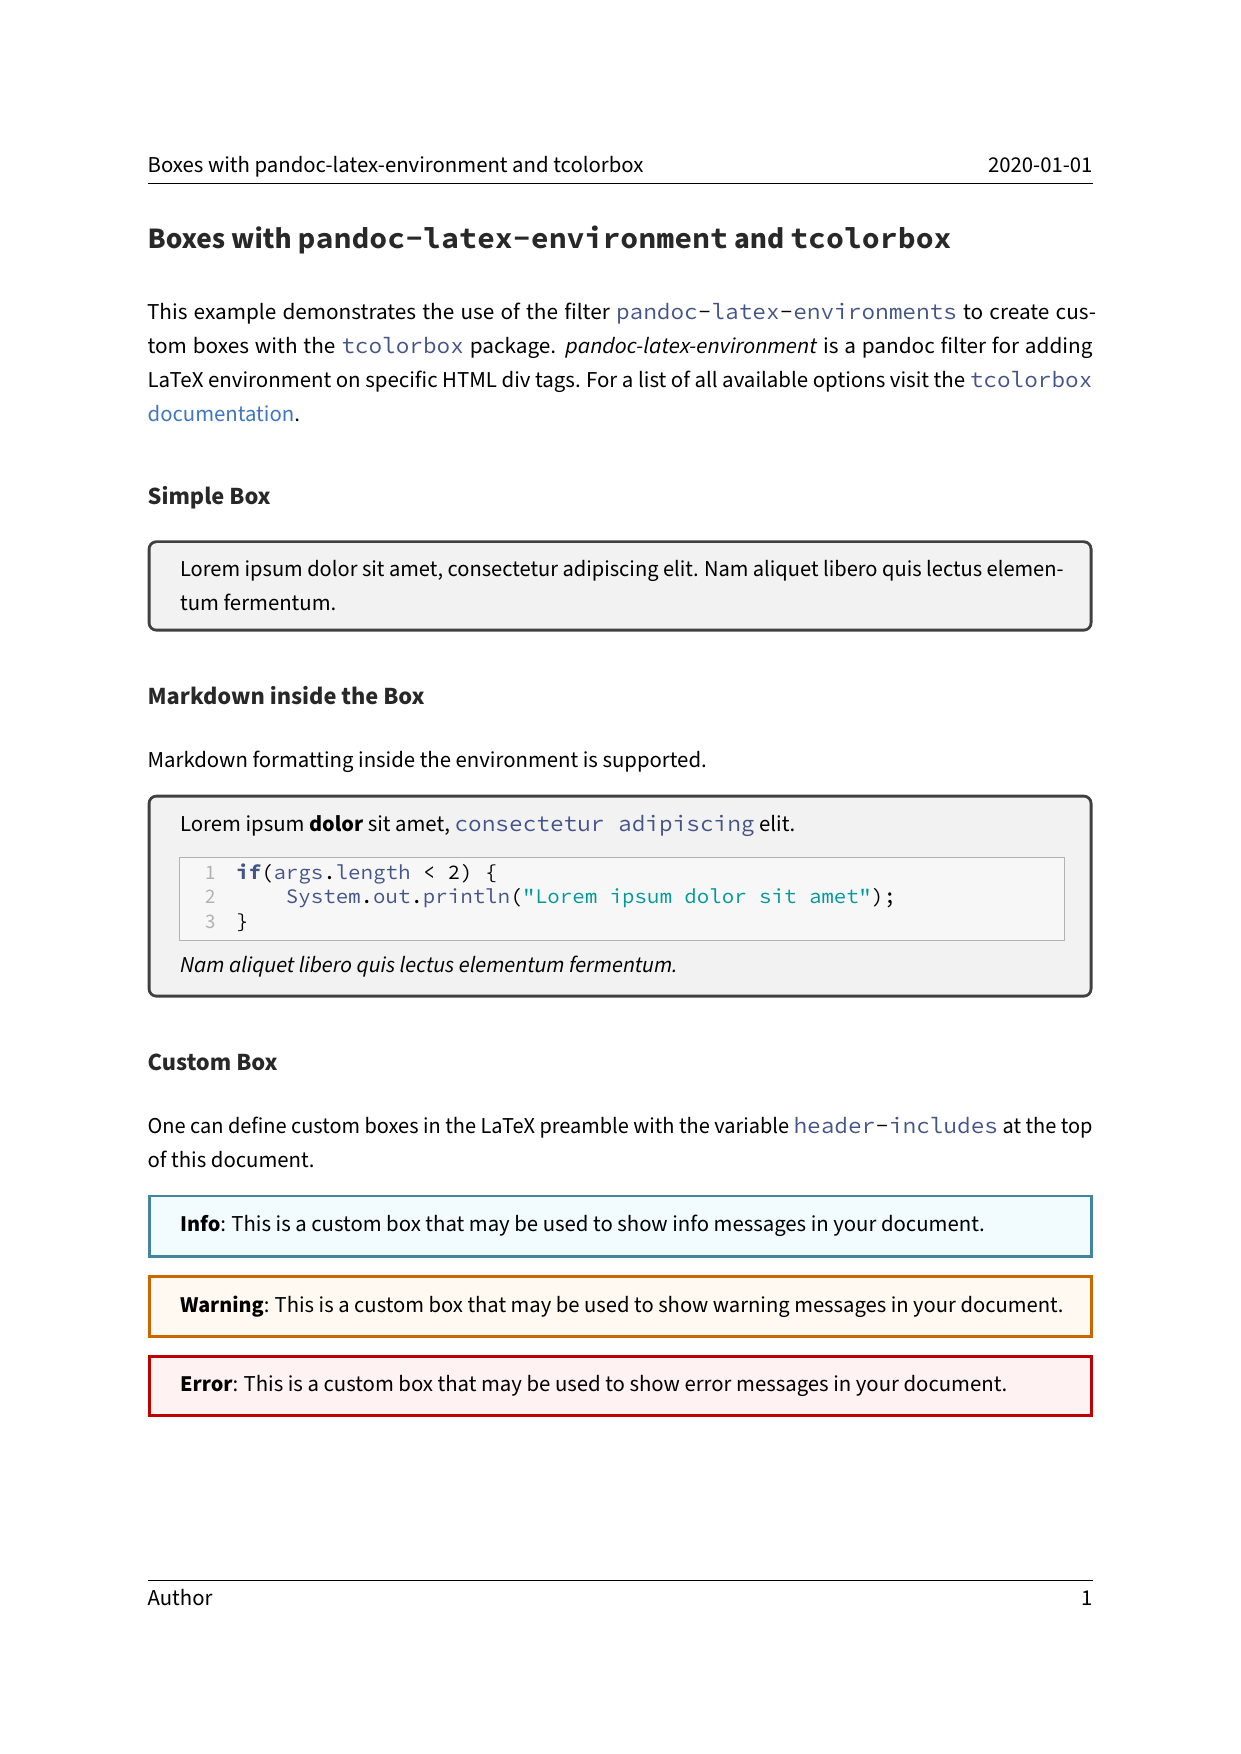 Boxes with pandoc-latex-environment and tcolorbox 2020-01-01
Boxes with pandoc-latex-environment and tcolorbox
This example demonstrates the use of the filter pandoc-latex-environments to create cus-
tom boxes with the tcolorbox package. pandoc-latex-environment is a pandoc filter for adding
LaTeX environment on specific HTML div tags. For a list of all available options visit the tcolorbox
documentation.
Simple Box
Lorem ipsum dolor sit amet, consectetur adipiscing elit. Nam aliquet libero quis lectus elemen-
tum fermentum.
Markdown inside the Box
Markdown formatting inside the environment is supported.
Lorem ipsum dolor sit amet, consectetur adipiscing elit.
1 if(args.length < 2) {
2     System.out.println("Lorem ipsum dolor sit amet");
3 }
Nam aliquet libero quis lectus elementum fermentum.
Custom Box
One can define custom boxes in the LaTeX preamble with the variable header-includes at the top
of this document.
Info: This is a custom box that may be used to show info messages in your document.
Warning: This is a custom box that may be used to show warning messages in your document.
Error: This is a custom box that may be used to show error messages in your document.
Author 1